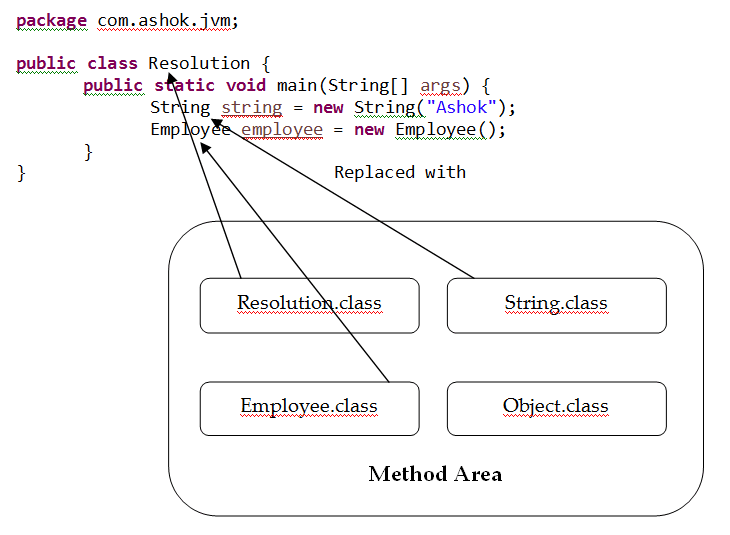 package com.ashok.jvm;
public class Resolution {
public static void main(String[] args) {
String string = new String("Ashok");
Employee employee = new Employee();
}
}
Replaced with
Resolution.class
String.class
Employee.class
Object.class
Method Area